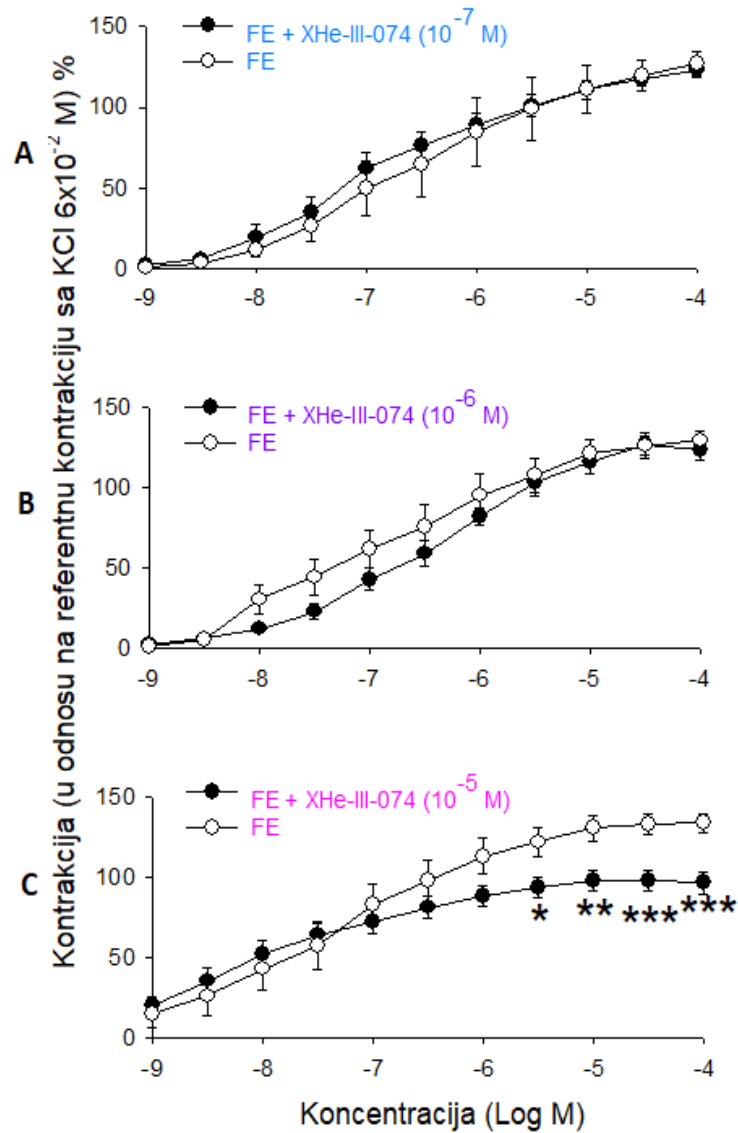 Kontrakcija (u odnosu na referentnu kontrakciju sa KCl 6x10⁻² M) %
A
FE + XHe-III-074 (10⁻⁷ M)
FE
150
100
50
0
-9 -8 -7 -6 -5 -4
B
FE + XHe-III-074 (10⁻⁶ M)
FE
150
100
50
0
-9 -8 -7 -6 -5 -4
C
FE + XHe-III-074 (10⁻⁵ M)
FE
150
100
50
0
* ** *** ***
-9 -8 -7 -6 -5 -4
Koncentracija (Log M)